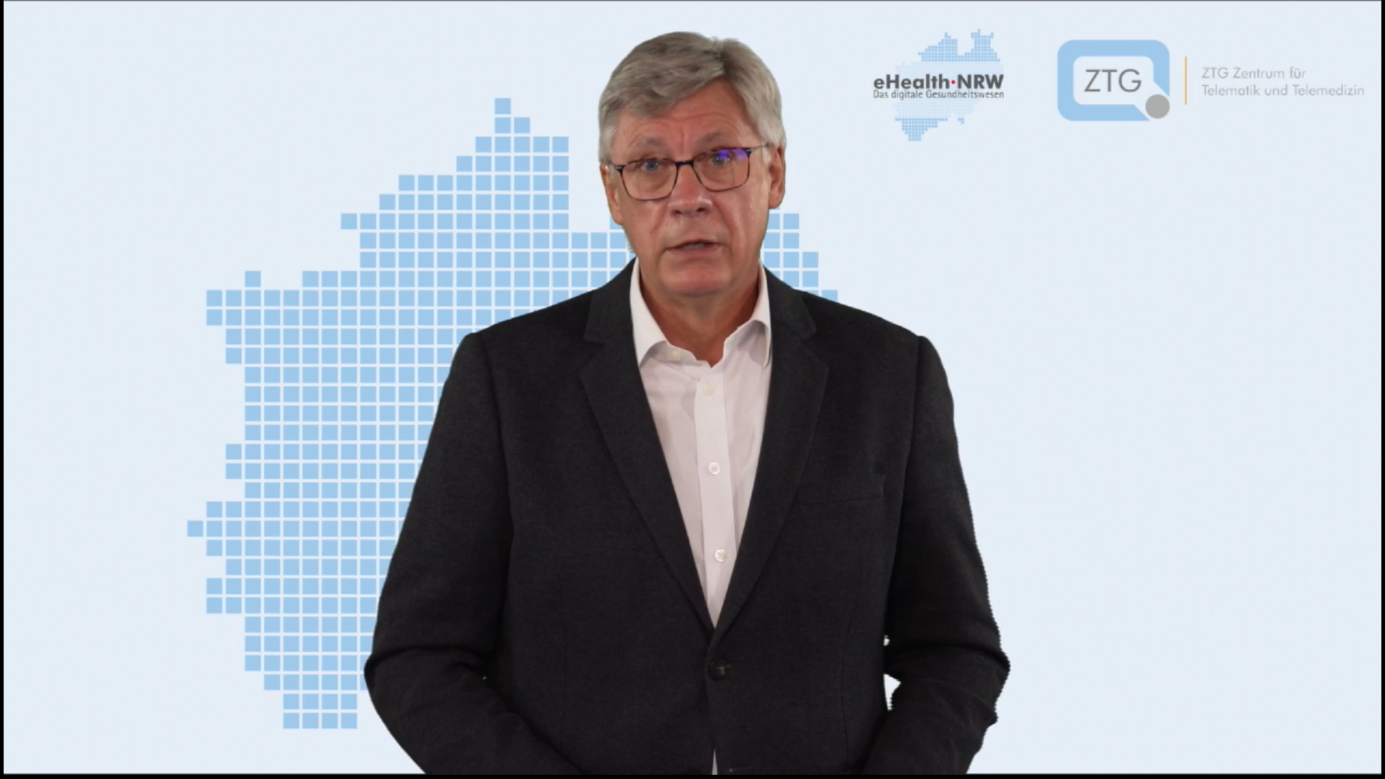 eHealth·NRW
Das digitale Gesundheitswesen
ZTG
ZTG Zentrum für
Telematik und Telemedizin